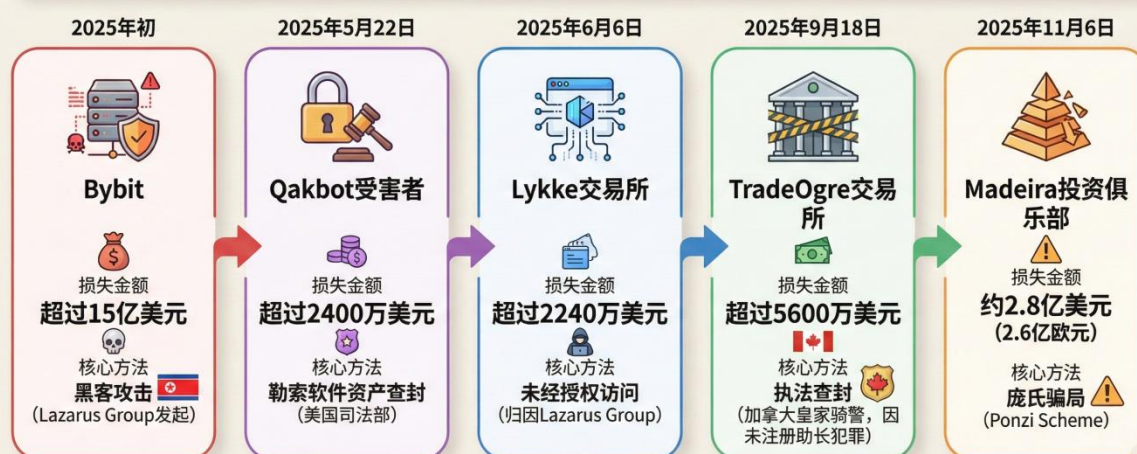 2025年初
Bybit
损失金额
超过15亿美元
核心方法
黑客攻击
（Lazarus Group发起）
2025年5月22日
Qakbot受害者
损失金额
超过2400万美元
核心方法
勒索软件资产查封
（美国司法部）
2025年6月6日
Lykke交易所
损失金额
超过2240万美元
核心方法
未经授权访问
（归因Lazarus Group）
2025年9月18日
TradeOgre交易
所
损失金额
超过5600万美元
核心方法
执法查封
（加拿大皇家骑警，因
未注册助长犯罪）
2025年11月6日
Madeira投资俱
乐部
损失金额
约2.8亿美元
（2.6亿欧元）
核心方法
庞氏骗局
（Ponzi Scheme）